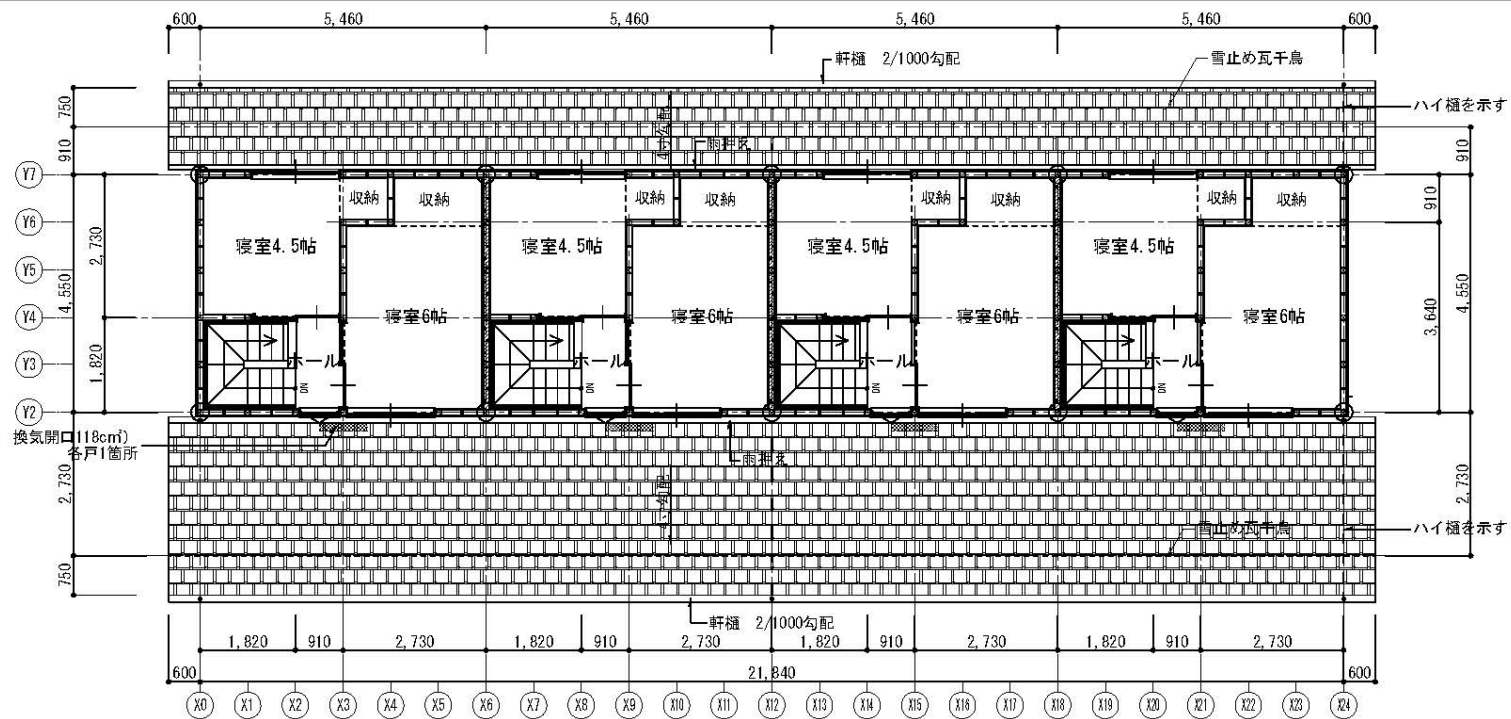 600 5,460 5,460 5,460 5,460 600
軒樋 2/1000勾配
雪止め瓦千鳥
ハイ樋を示す
750
910
4寸勾配
雨押え
910
Y7
収納 収納 収納 収納 収納 収納 収納 収納
910
Y6
寝室4.5帖 寝室4.5帖 寝室4.5帖 寝室4.5帖
2,730
Y5
4,550
4,550
3,640
Y4
寝室6帖 寝室6帖 寝室6帖 寝室6帖
Y3
1,820
ホール ホール ホール ホール
DN DN DN DN
Y2
換気開口(118c㎡)
各戸1箇所
雨押え
2,730
4寸勾配
2,730
雪止め瓦千鳥
ハイ樋を示す
750
軒樋 2/1000勾配
1,820 910 2,730 1,820 910 2,730 1,820 910 2,730 1,820 910 2,730
600 21,840 600
X0 X1 X2 X3 X4 X5 X6 X7 X8 X9 X10 X11 X12 X13 X14 X15 X16 X17 X18 X19 X20 X21 X22 X23 X24